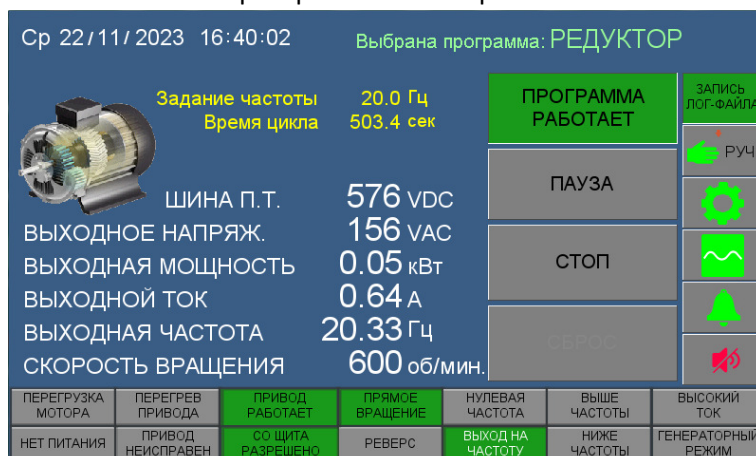 Ср 22/11/2023 16:40:02
Выбрана программа: РЕДУКТОР
Задание частоты 20.0 Гц
Время цикла 503.4 сек
ШИНА П.Т. 576 VDC
ВЫХОДНОЕ НАПРЯЖ. 156 VAC
ВЫХОДНАЯ МОЩНОСТЬ 0.05 кВт
ВЫХОДНОЙ ТОК 0.64 А
ВЫХОДНАЯ ЧАСТОТА 20.33 Гц
СКОРОСТЬ ВРАЩЕНИЯ 600 об/мин.
ПРОГРАММА
РАБОТАЕТ
ПАУЗА
СТОП
СБРОС
ЗАПИСЬ
ЛОГ-ФАЙЛА
РУЧ
ПЕРЕГРУЗКА
МОТОРА
ПЕРЕГРЕВ
ПРИВОДА
ПРИВОД
РАБОТАЕТ
ПРЯМОЕ
ВРАЩЕНИЕ
НУЛЕВАЯ
ЧАСТОТА
ВЫШЕ
ЧАСТОТЫ
ВЫСОКИЙ
ТОК
НЕТ ПИТАНИЯ
ПРИВОД
НЕИСПРАВЕН
СО ЩИТА
РАЗРЕШЕНО
РЕВЕРС
ВЫХОД НА
ЧАСТОТУ
НИЖЕ
ЧАСТОТЫ
ГЕНЕРАТОРНЫЙ
РЕЖИМ